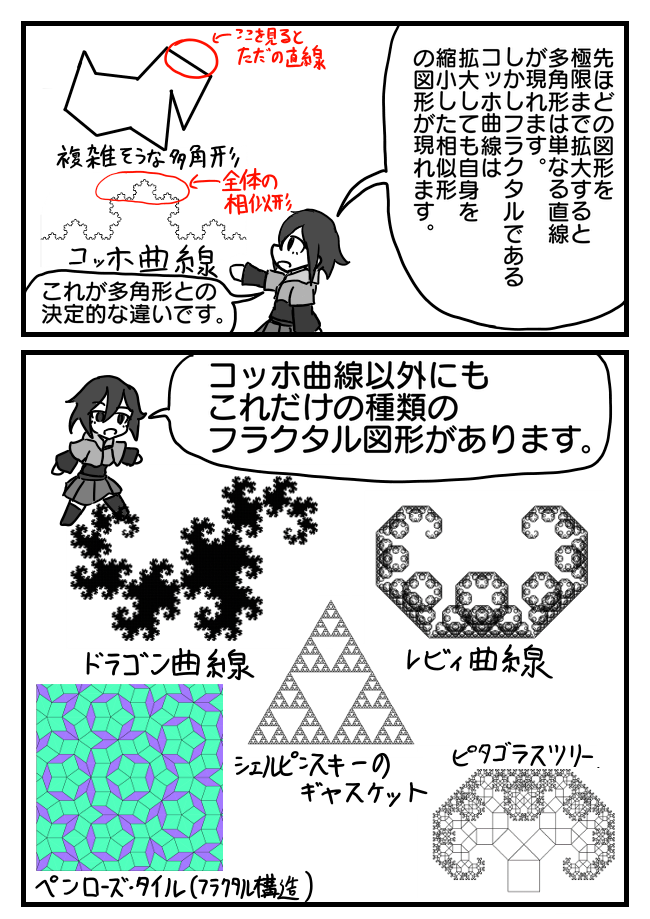 先ほどの図形を
極限まで拡大すると
多角形は単なる直線
が現れます。
しかしフラクタルである
コッホ曲線は
拡大しても自身を
縮小した相似形
の図形が現れます。
←ここを見ると
ただの直線
複雑そうな多角形
←全体の
相似形
コッホ曲線
これが多角形との
決定的な違いです。
コッホ曲線以外にも
これだけの種類の
フラクタル図形があります。
ドラゴン曲線
レビィ曲線
シェルピンスキーの
ギャスケット
ピタゴラスツリー
ペンローズ・タイル(フラクタル構造)